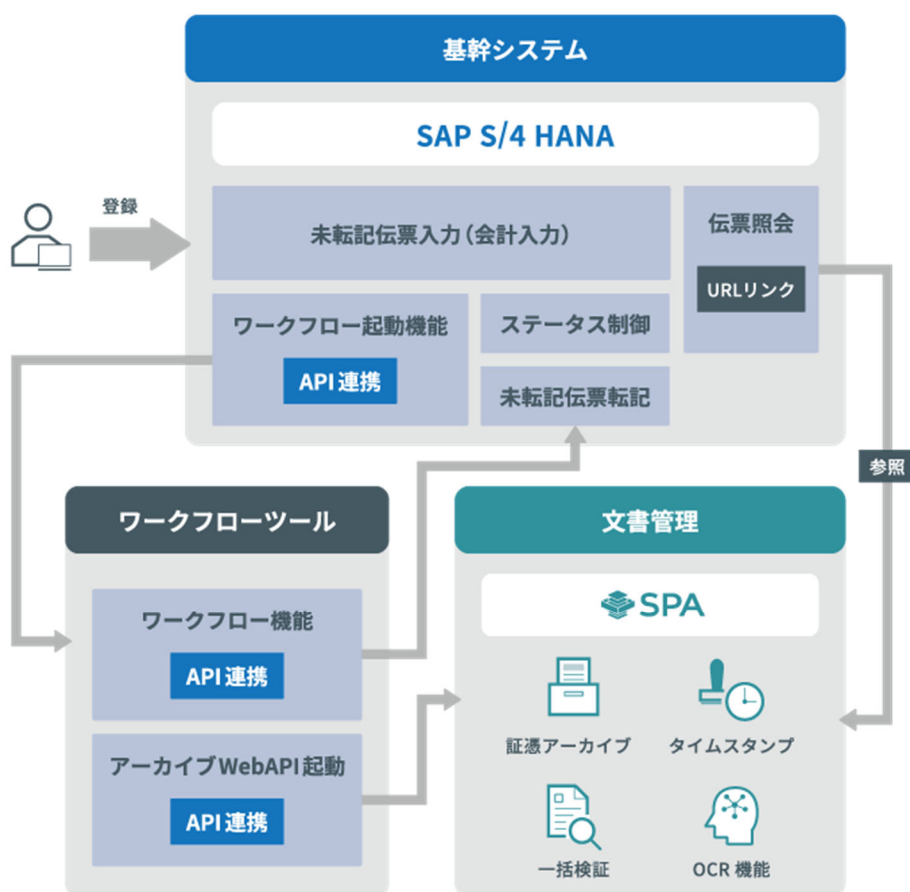 基幹システム
SAP S/4 HANA
登録
未転記伝票入力（会計入力）
伝票照会
URLリンク
ワークフロー起動機能
API 連携
ステータス制御
未転記伝票転記
参照
ワークフローツール
文書管理
ワークフロー機能
API 連携
SPA
アーカイブWebAPI起動
API 連携
証憑アーカイブ
タイムスタンプ
一括検証
OCR 機能